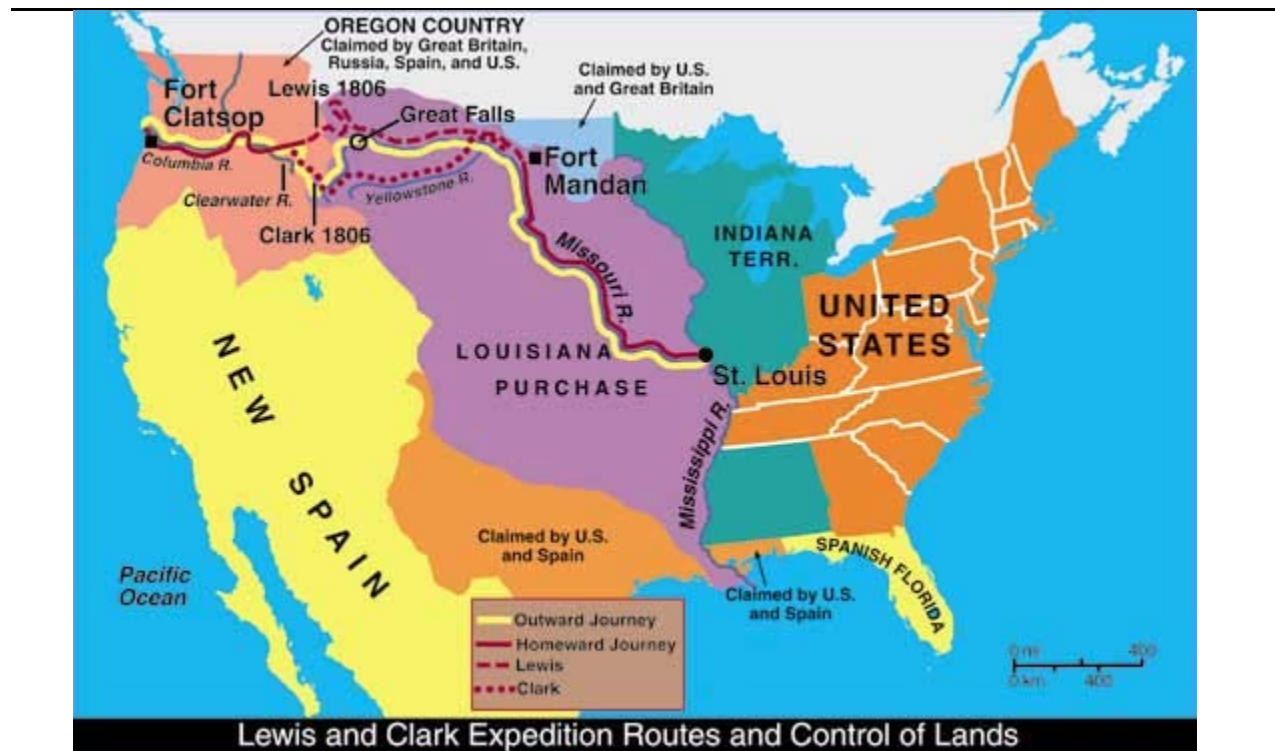 OREGON COUNTRY
Claimed by Great Britain,
Russia, Spain, and U.S.
Claimed by U.S.
and Great Britain
Fort
Clatsop
Lewis 1806
Great Falls
Columbia R.
Clearwater R.
Clark 1806
Yellowstone R.
Fort
Mandan
Missouri R.
INDIANA
TERR.
UNITED
STATES
LOUISIANA
PURCHASE
St. Louis
Mississippi R.
NEW SPAIN
Claimed by U.S.
and Spain
SPANISH FLORIDA
Claimed by U.S.
and Spain
Pacific
Ocean
Outward Journey
Homeward Journey
Lewis
Clark
0 mi 400
0 km 400
Lewis and Clark Expedition Routes and Control of Lands